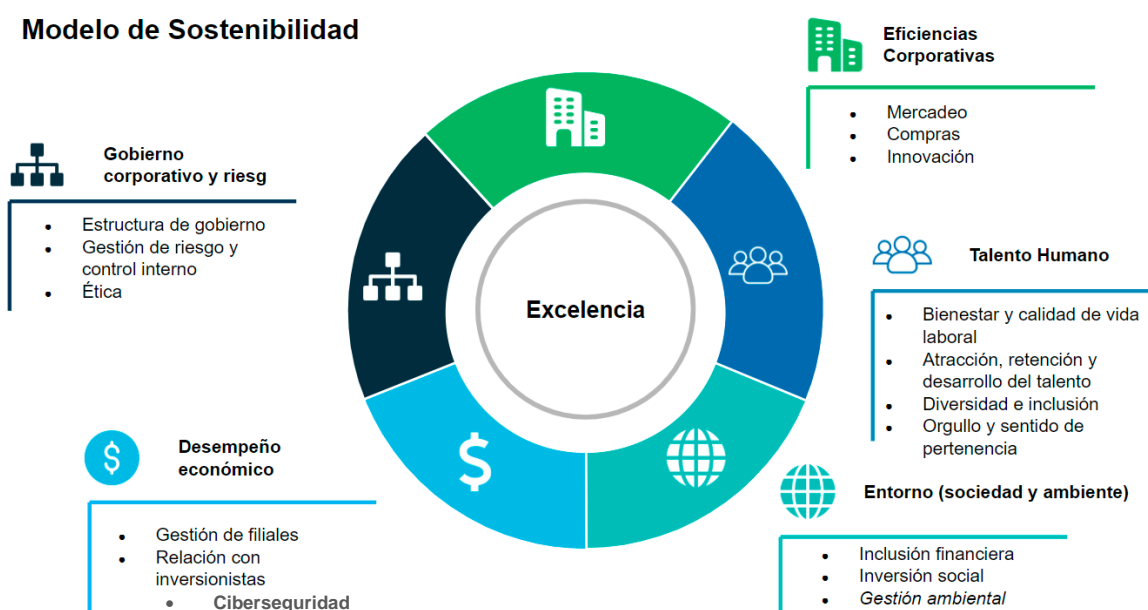 Modelo de Sostenibilidad
Eficiencias
Corporativas
• Mercadeo
• Compras
• Innovación
Gobierno
corporativo y riesg
• Estructura de gobierno
• Gestión de riesgo y
control interno
• Ética
Excelencia
Talento Humano
• Bienestar y calidad de vida
laboral
• Atracción, retención y
desarrollo del talento
• Diversidad e inclusión
• Orgullo y sentido de
pertenencia
Desempeño
económico
• Gestión de filiales
• Relación con
inversionistas
• Ciberseguridad
Entorno (sociedad y ambiente)
• Inclusión financiera
• Inversión social
• Gestión ambiental